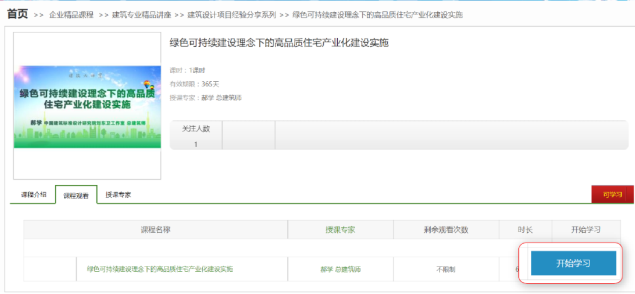 首页 >> 企业精品课程 >> 建筑专业精品讲座 >> 建筑设计项目经验分享系列 >> 绿色可持续建设理念下的高品质住宅产业化建设实施
绿色可持续建设理念下的高品质住宅产业化建设实施
课时：1课时
有效期限：365天
授课专家：郝学 总建筑师
绿色可持续建设理念下的高品质
住宅产业化建设实施
郝学
关注人数
1
课程介绍 课程观看 授课专家 可学习
课程名称 授课专家 剩余观看次数 时长 开始学习
绿色可持续建设理念下的高品质住宅产业化建设实施 郝学 总建筑师 不限制 开始学习